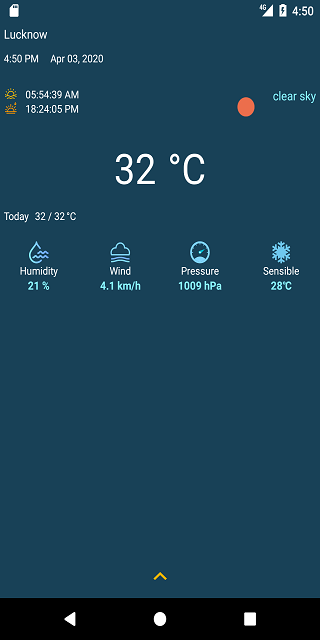 4G 4:50
Lucknow
4:50 PM Apr 03, 2020
05:54:39 AM
18:24:05 PM
clear sky
32 °C
Today 32 / 32 °C
Humidity Wind Pressure Sensible
21 % 4.1 km/h 1009 hPa 28°C